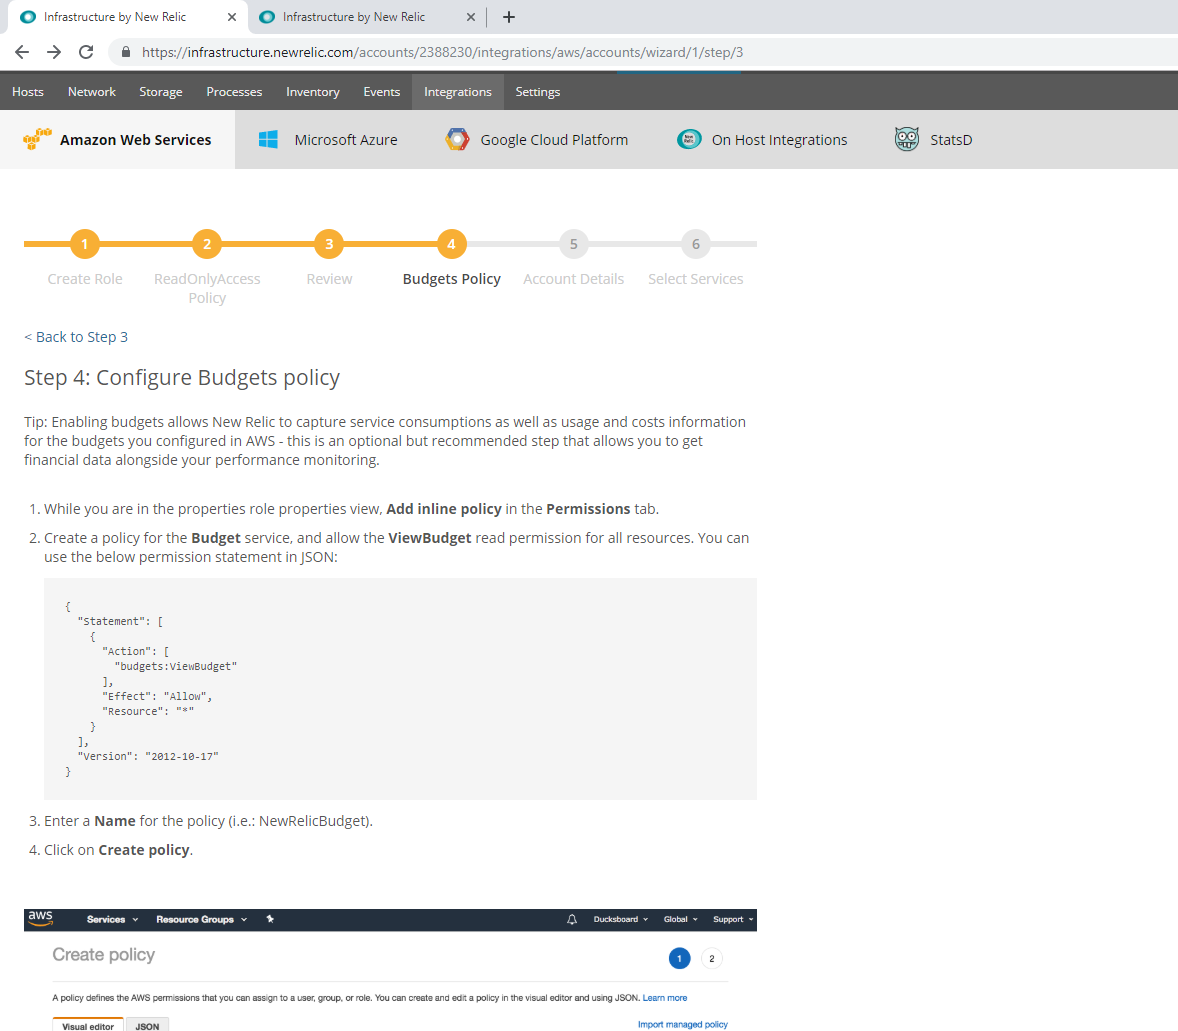 Infrastructure by New Relic
Infrastructure by New Relic
https://infrastructure.newrelic.com/accounts/2388230/integrations/aws/accounts/wizard/1/step/3
Hosts Network Storage Processes Inventory Events Integrations Settings
Amazon Web Services Microsoft Azure Google Cloud Platform On Host Integrations StatsD
1 2 3 4 5 6
Create Role ReadOnlyAccess Review Budgets Policy Account Details Select Services
Policy
< Back to Step 3
Step 4: Configure Budgets policy
Tip: Enabling budgets allows New Relic to capture service consumptions as well as usage and costs information
for the budgets you configured in AWS - this is an optional but recommended step that allows you to get
financial data alongside your performance monitoring.
1. While you are in the properties role properties view, Add inline policy in the Permissions tab.
2. Create a policy for the Budget service, and allow the ViewBudget read permission for all resources. You can
use the below permission statement in JSON:
{
"Statement": [
{
"Action": [
"budgets:ViewBudget"
],
"Effect": "Allow",
"Resource": "*"
}
],
"Version": "2012-10-17"
}
3. Enter a Name for the policy (i.e.: NewRelicBudget).
4. Click on Create policy.
aws Services Resource Groups Ducksboard Global Support
Create policy 1 2
A policy defines the AWS permissions that you can assign to a user, group, or role. You can create and edit a policy in the visual editor and using JSON. Learn more
Visual editor JSON Import managed policy